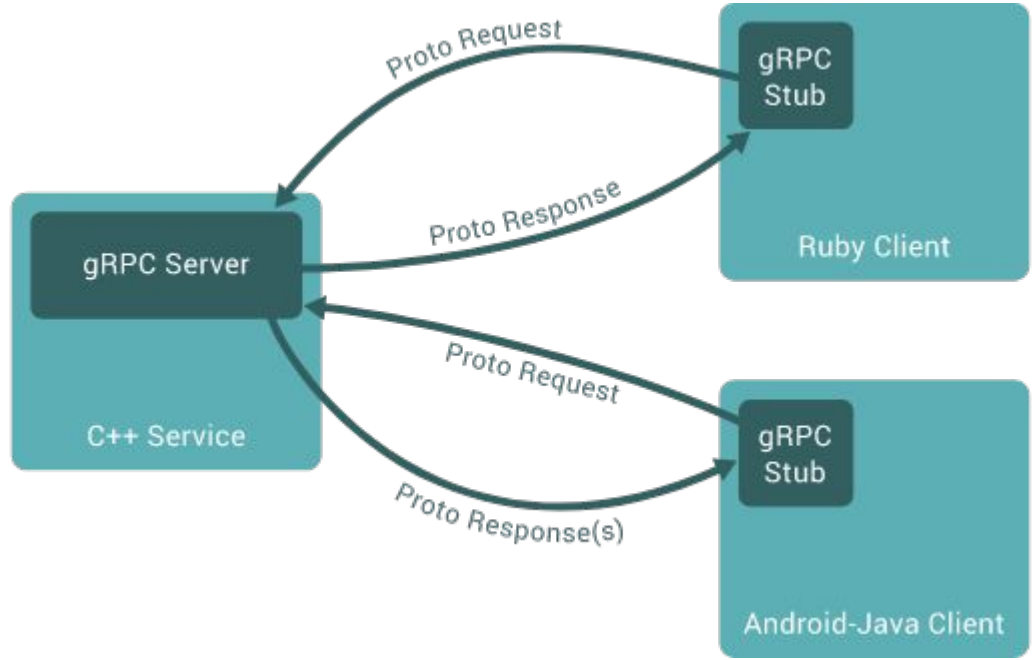 Proto Request
gRPC
Stub
Proto Response
Ruby Client
gRPC Server
C++ Service
Proto Request
gRPC
Stub
Proto Response(s)
Android-Java Client